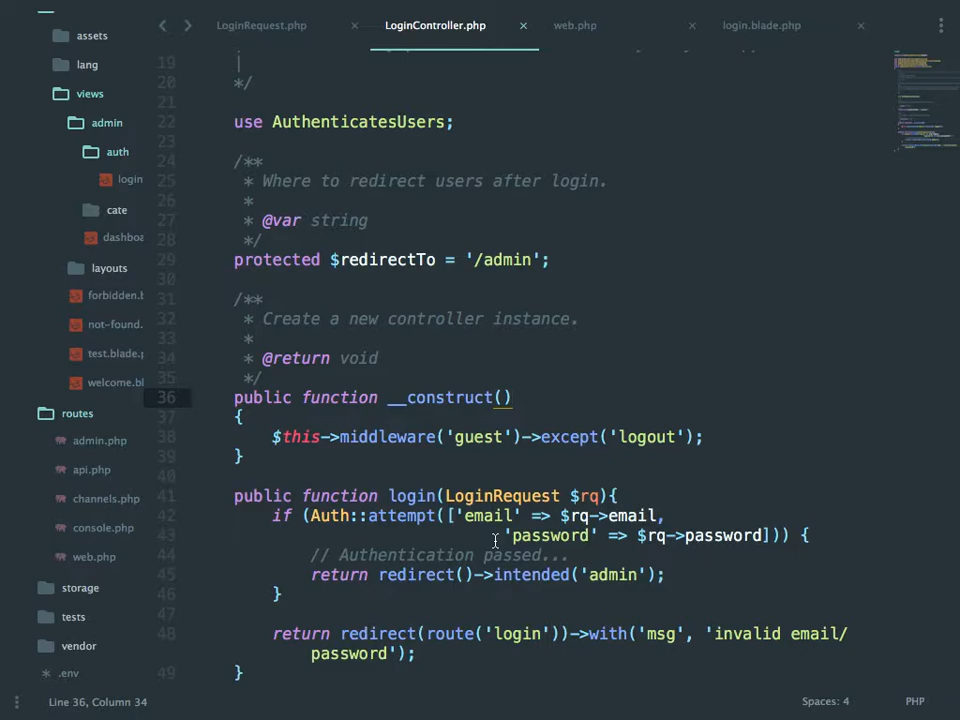 LoginRequest.php × LoginController.php × web.php × login.blade.php ×
assets
lang
views
admin
auth
login
cate
dashboa
layouts
forbidden.b
not-found.
test.blade.p
welcome.bl
routes
admin.php
api.php
channels.php
console.php
web.php
storage
tests
vendor
.env
19 |
20 */
21
22 use AuthenticatesUsers;
23
24 /**
25 * Where to redirect users after login.
26 *
27 * @var string
28 */
29 protected $redirectTo = '/admin';
30
31 /**
32 * Create a new controller instance.
33 *
34 * @return void
35 */
36 public function __construct()
37 {
38 $this->middleware('guest')->except('logout');
39 }
40
41 public function login(LoginRequest $rq){
42 if (Auth::attempt(['email' => $rq->email,
43 'password' => $rq->password])) {
44 // Authentication passed...
45 return redirect()->intended('admin');
46 }
47
48 return redirect(route('login'))->with('msg', 'invalid email/
password');
49 }
Line 36, Column 34
Spaces: 4
PHP